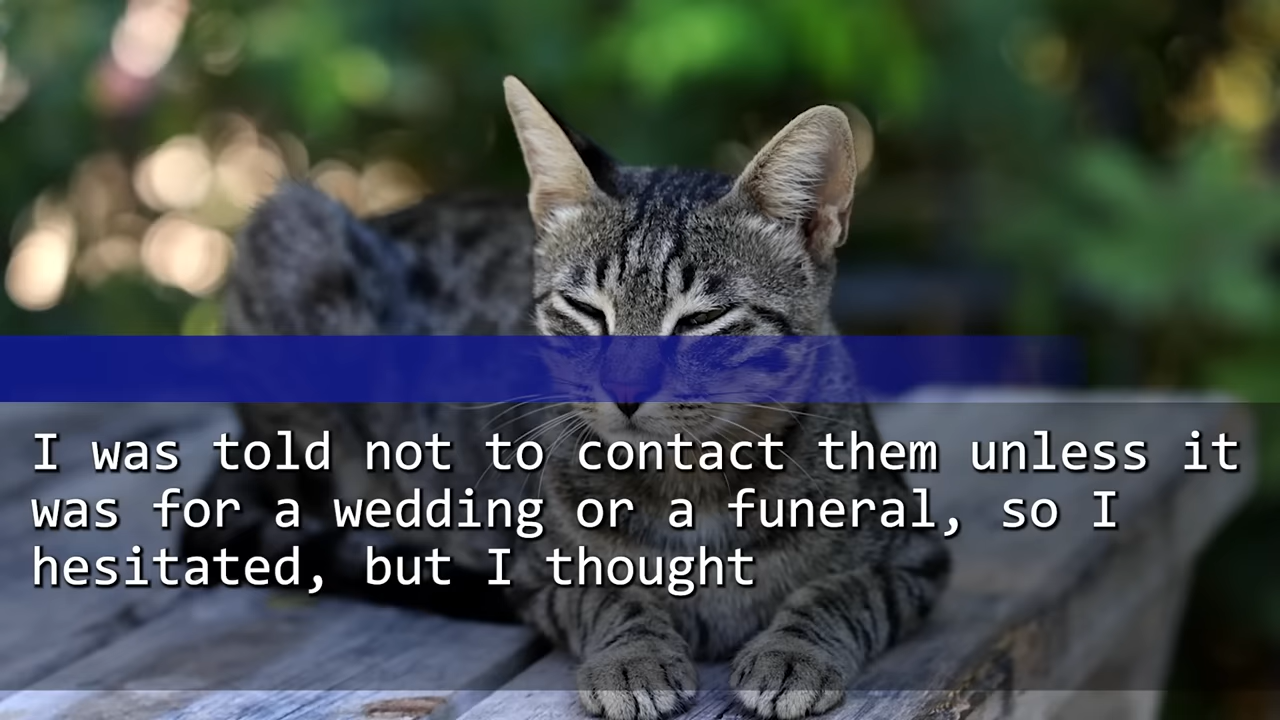 I was told not to contact them unless it
was for a wedding or a funeral, so I
hesitated, but I thought